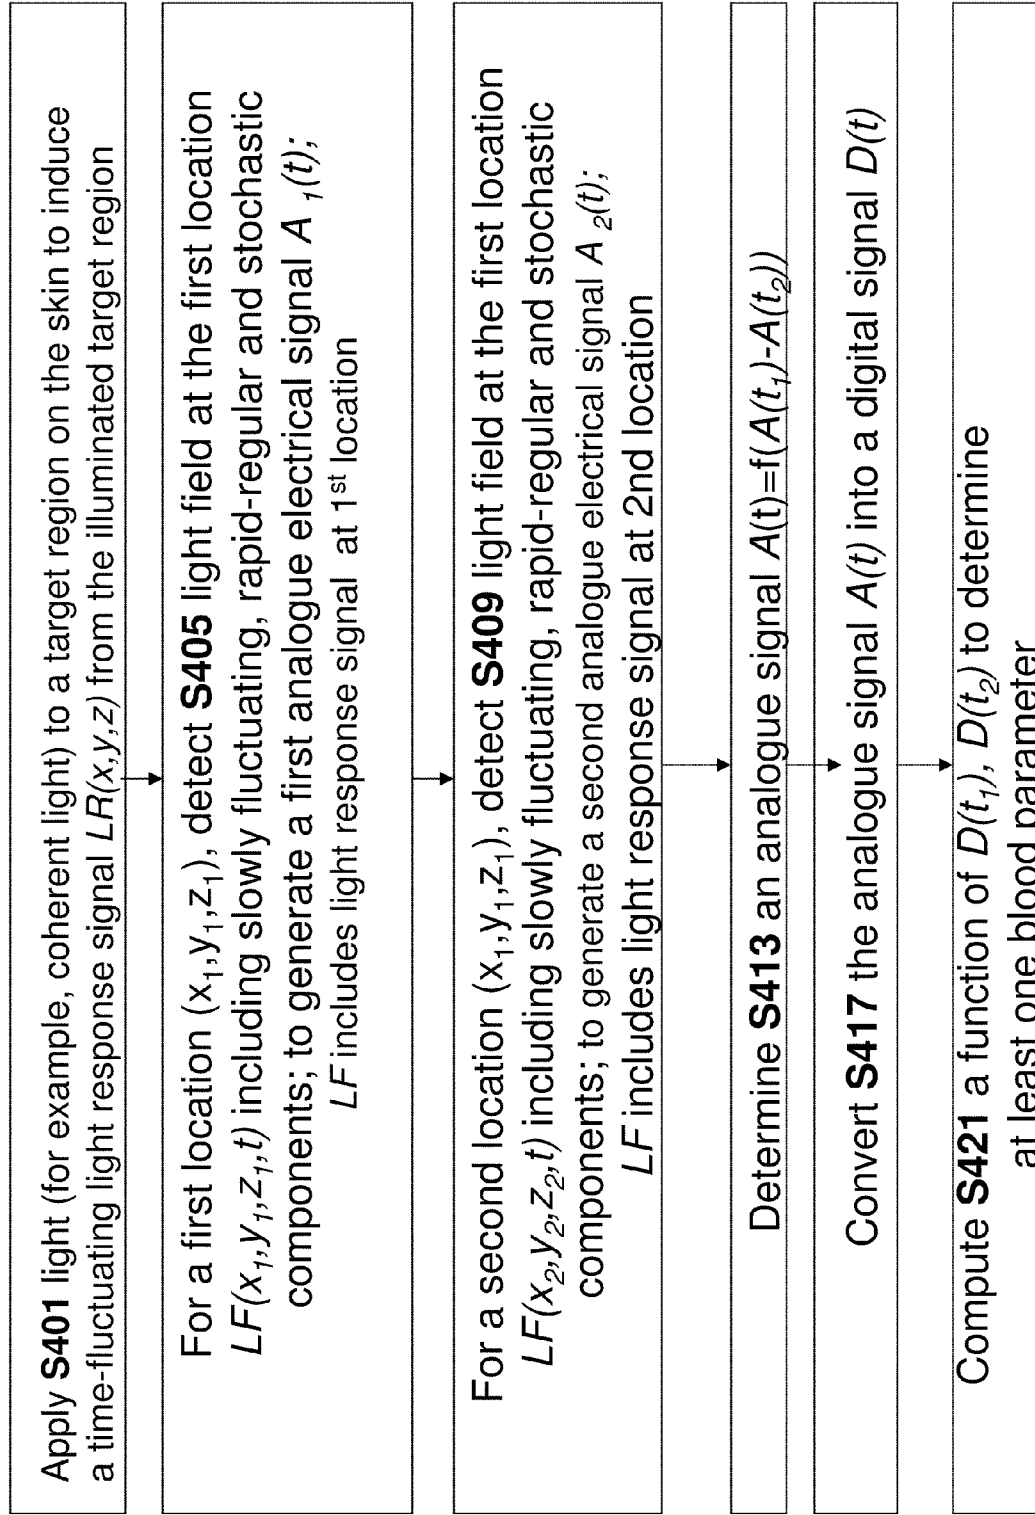 Apply S401 light (for example, coherent light) to a target region on the skin to induce
a time-fluctuating light response signal LR(x,y,z) from the illuminated target region
For a first location (x₁,y₁,z₁), detect S405 light field at the first location
LF(x₁,y₁,z₁,t) including slowly fluctuating, rapid-regular and stochastic
components; to generate a first analogue electrical signal A ₁(t);
LF includes light response signal at 1ˢᵗ location
For a second location (x₁,y₁,z₁), detect S409 light field at the first location
LF(x₂,y₂,z₂,t) including slowly fluctuating, rapid-regular and stochastic
components; to generate a second analogue electrical signal A ₂(t);
LF includes light response signal at 2nd location
Determine S413 an analogue signal A(t)=f(A(t₁)-A(t₂))
Convert S417 the analogue signal A(t) into a digital signal D(t)
Compute S421 a function of D(t₁), D(t₂) to determine
at least one blood parameter